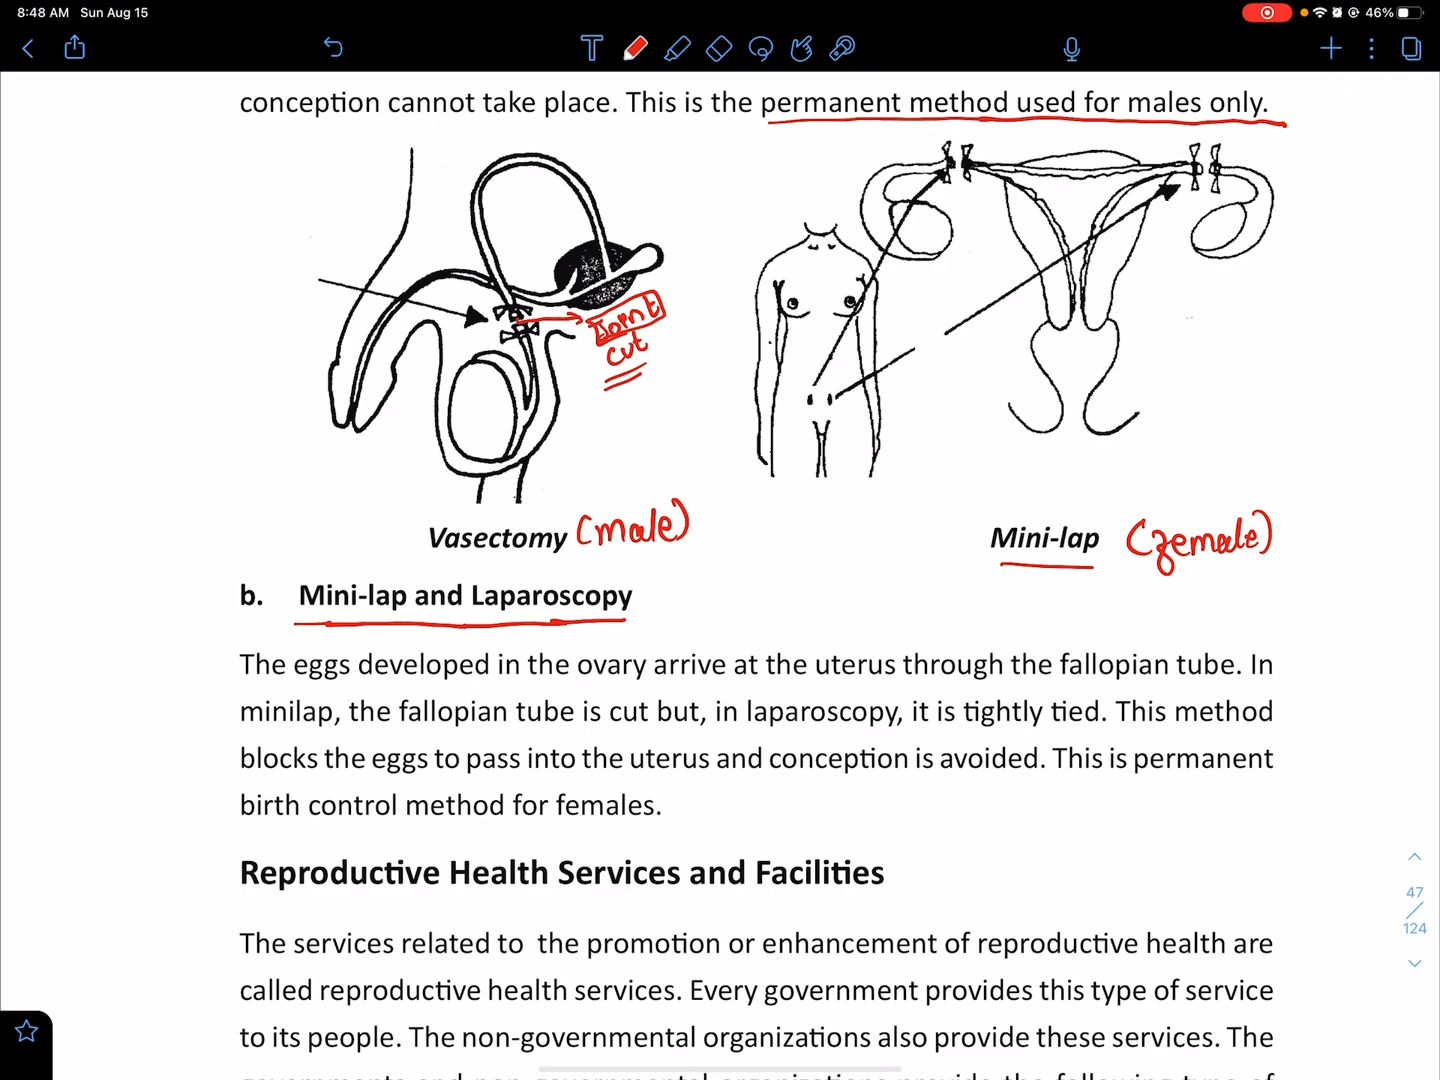 8:48 AM Sun Aug 15
46%
conception cannot take place. This is the permanent method used for males only.
Joint
cut
Vasectomy (male)
Mini-lap (female)
b. Mini-lap and Laparoscopy
The eggs developed in the ovary arrive at the uterus through the fallopian tube. In
minilap, the fallopian tube is cut but, in laparoscopy, it is tightly tied. This method
blocks the eggs to pass into the uterus and conception is avoided. This is permanent
birth control method for females.
Reproductive Health Services and Facilities
The services related to the promotion or enhancement of reproductive health are
called reproductive health services. Every government provides this type of service
to its people. The non-governmental organizations also provide these services. The
47
124